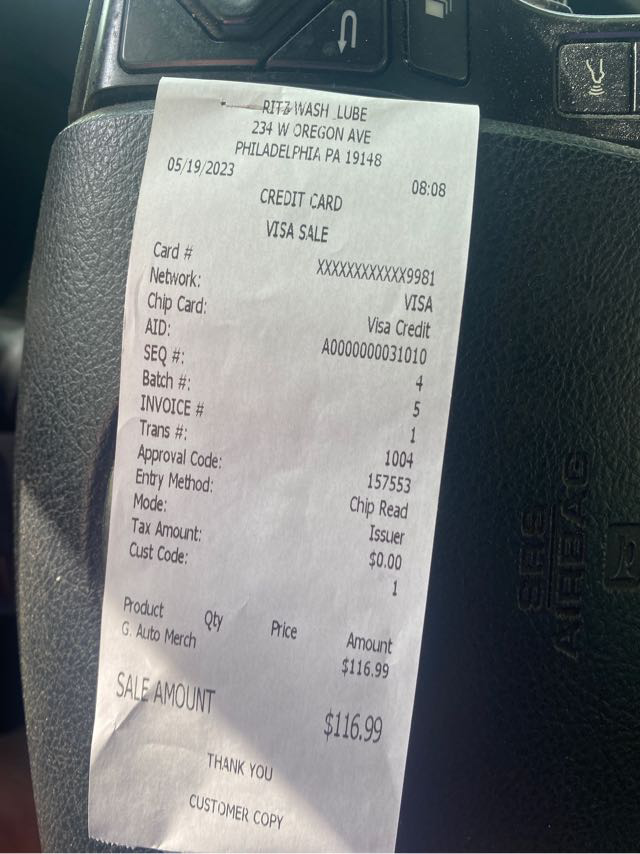 RITZ WASH LUBE
234 W OREGON AVE
PHILADELPHIA PA 19148
05/19/2023 08:08
CREDIT CARD
VISA SALE
Card # XXXXXXXXXXXX9981
Network: VISA
Chip Card: Visa Credit
AID: A0000000031010
SEQ #: 4
Batch #: 5
INVOICE # 1
Trans #: 1004
Approval Code: 157553
Entry Method: Chip Read
Mode: Issuer
Tax Amount: $0.00
Cust Code: 1
Product Qty Price Amount
G. Auto Merch $116.99
SALE AMOUNT $116.99
THANK YOU
CUSTOMER COPY
SRS
AIRBAG